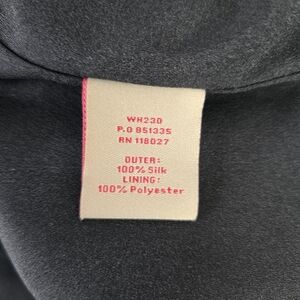 WH230
P.O 851335
RN 118027
OUTER:
100% Silk
LINING:
100% Polyester